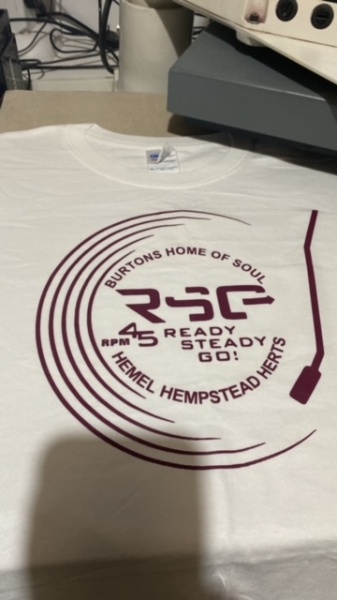 BURTONS HOME OF SOUL
RSG
45 READY
RPM STEADY
GO!
HEMEL HEMPSTEAD HERTS